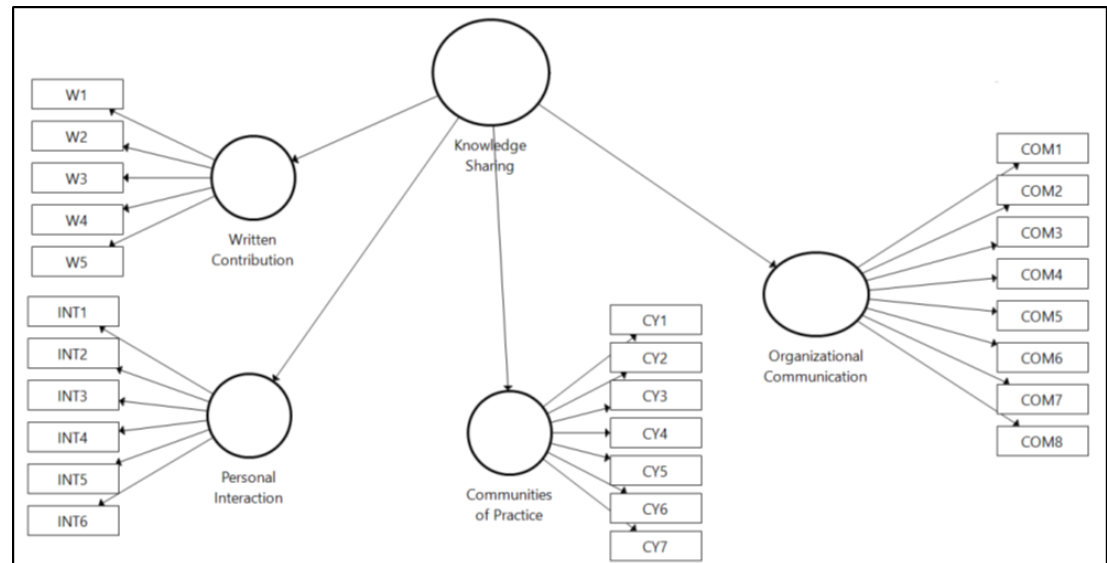 Knowledge
Sharing
W1
W2
W3
W4
W5
Written
Contribution
INT1
INT2
INT3
INT4
INT5
INT6
Personal
Interaction
CY1
CY2
CY3
CY4
CY5
CY6
CY7
Communities
of Practice
COM1
COM2
COM3
COM4
COM5
COM6
COM7
COM8
Organizational
Communication